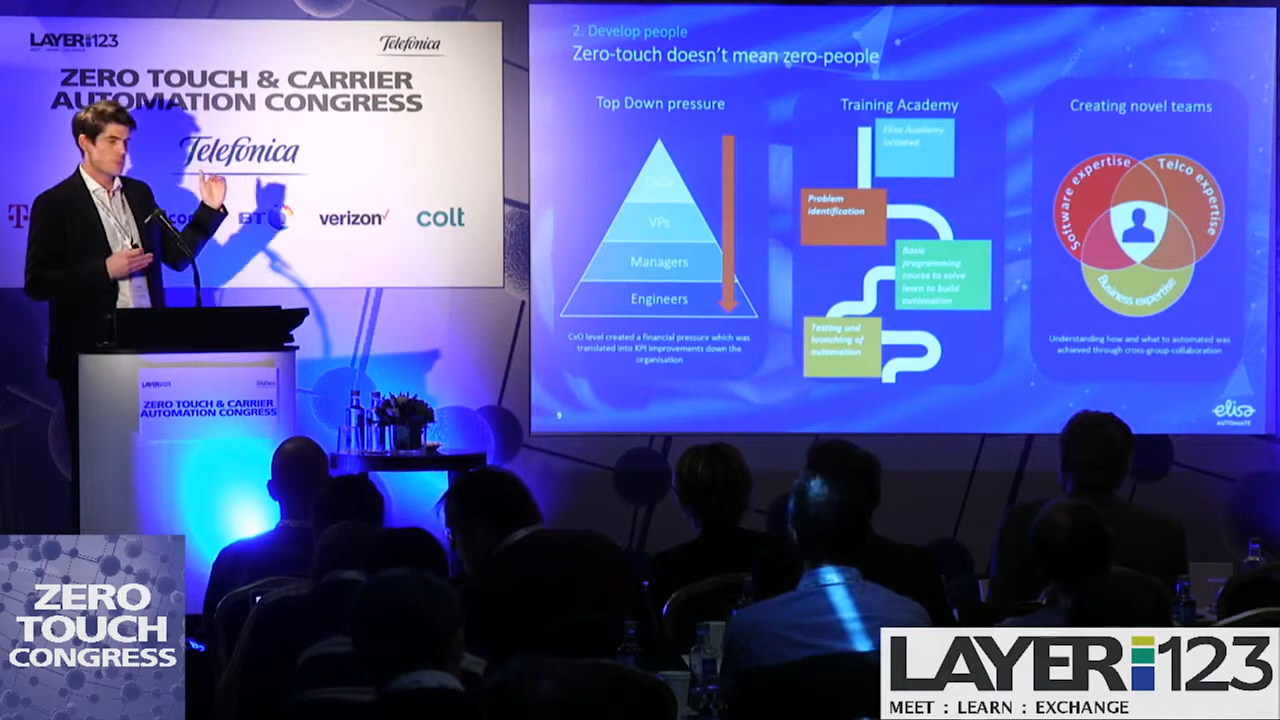 LAYER123
Telefónica
ZERO TOUCH & CARRIER
AUTOMATION CONGRESS
Telefónica
T
BT
verizon✓
colt
2. Develop people
Zero-touch doesn't mean zero-people
Top Down pressure
VPs
Managers
Engineers
CxO level created a financial pressure which was
translated into KPI improvements down the
organisation
Training Academy
Elisa Academy
initiated
Problem
identification
Basic
programming
course to solve
learn to build
automation
Testing and
launching of
automation
Creating novel teams
Software expertise
Telco expertise
Business expertise
Understanding how and what to automated was
achieved through cross-group-collaboration
9
elisa
AUTOMATE
LAYER123
ZERO TOUCH & CARRIER
AUTOMATION CONGRESS
ZERO
TOUCH
CONGRESS
LAYER123
MEET : LEARN : EXCHANGE